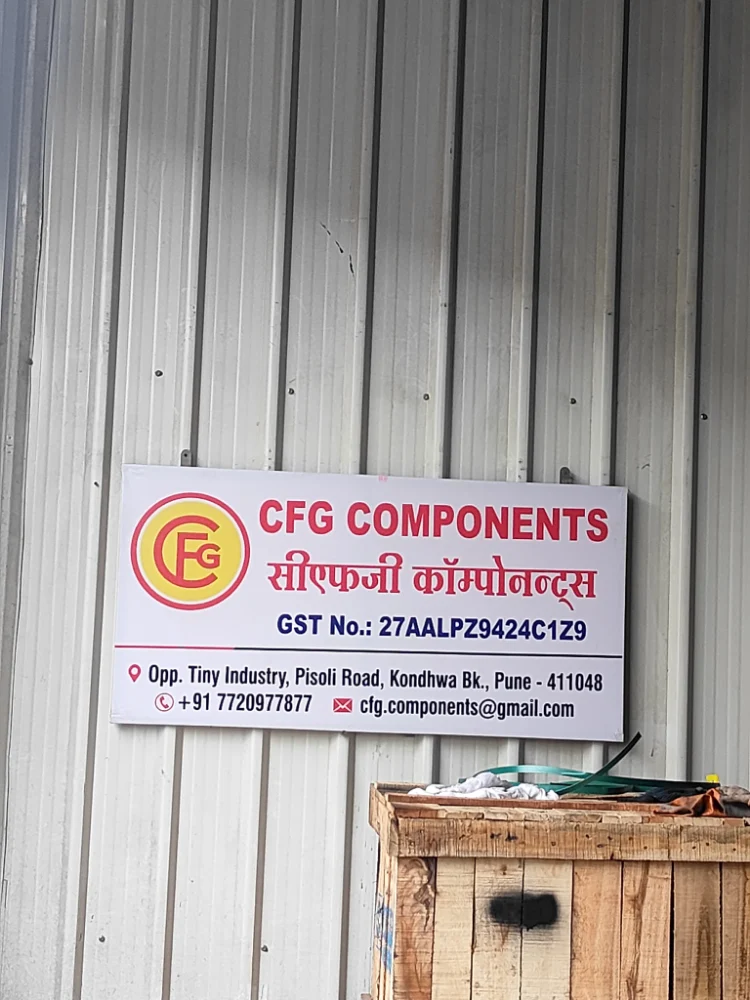 CFG
CFG COMPONENTS
सीएफजी कॉम्पोनन्ट्स
GST No.: 27AALPZ9424C1Z9
Opp. Tiny Industry, Pisoli Road, Kondhwa Bk., Pune - 411048
+91 7720977877 cfg.components@gmail.com